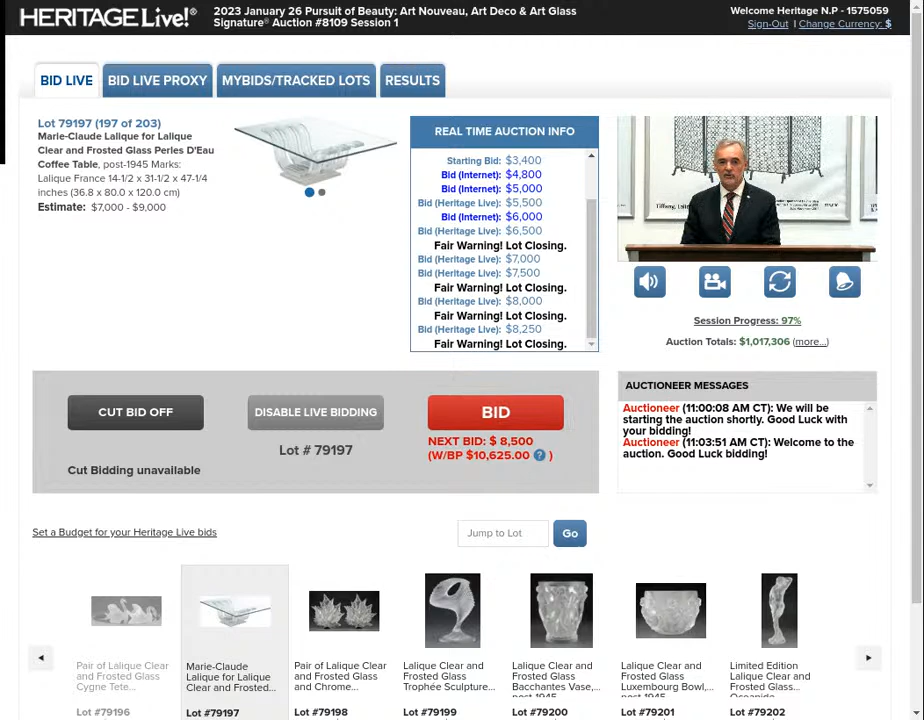 HERITAGE Live!®
2023 January 26 Pursuit of Beauty: Art Nouveau, Art Deco & Art Glass
Signature® Auction #8109 Session 1
Welcome Heritage N.P - 1575059
Sign-Out | Change Currency: $
BID LIVE
BID LIVE PROXY
MYBIDS/TRACKED LOTS
RESULTS
Lot 79197 (197 of 203)
Marie-Claude Lalique for Lalique
Clear and Frosted Glass Perles D'Eau
Coffee Table, post-1945 Marks:
Lalique France 14-1/2 x 31-1/2 x 47-1/4
inches (36.8 x 80.0 x 120.0 cm)
Estimate: $7,000 - $9,000
REAL TIME AUCTION INFO
Starting Bid: $3,400
Bid (Internet): $4,800
Bid (Internet): $5,000
Bid (Heritage Live): $5,500
Bid (Internet): $6,000
Bid (Heritage Live): $6,500
Fair Warning! Lot Closing.
Bid (Heritage Live): $7,000
Bid (Heritage Live): $7,500
Fair Warning! Lot Closing.
Bid (Heritage Live): $8,000
Fair Warning! Lot Closing.
Bid (Heritage Live): $8,250
Fair Warning! Lot Closing.
Session Progress: 97%
Auction Totals: $1,017,306 (more...)
CUT BID OFF
DISABLE LIVE BIDDING
BID
Cut Bidding unavailable
Lot # 79197
NEXT BID: $ 8,500
(W/BP $10,625.00 ? )
AUCTIONEER MESSAGES
Auctioneer (11:00:08 AM CT): We will be
starting the auction shortly. Good Luck with
your bidding!
Auctioneer (11:03:51 AM CT): Welcome to the
auction. Good Luck bidding!
Set a Budget for your Heritage Live bids
Jump to Lot
Go
Pair of Lalique Clear
and Frosted Glass
Cygne Tete...
Lot #79196
Marie-Claude
Lalique for Lalique
Clear and Frosted...
Lot #79197
Pair of Lalique Clear
and Frosted Glass
and Chrome...
Lot #79198
Lalique Clear and
Frosted Glass
Trophée Sculpture...
Lot #79199
Lalique Clear and
Frosted Glass
Bacchantes Vase,...
post-1945
Lot #79200
Lalique Clear and
Frosted Glass
Luxembourg Bowl,...
post-1945
Lot #79201
Limited Edition
Lalique Clear and
Frosted Glass...
Lot #79202